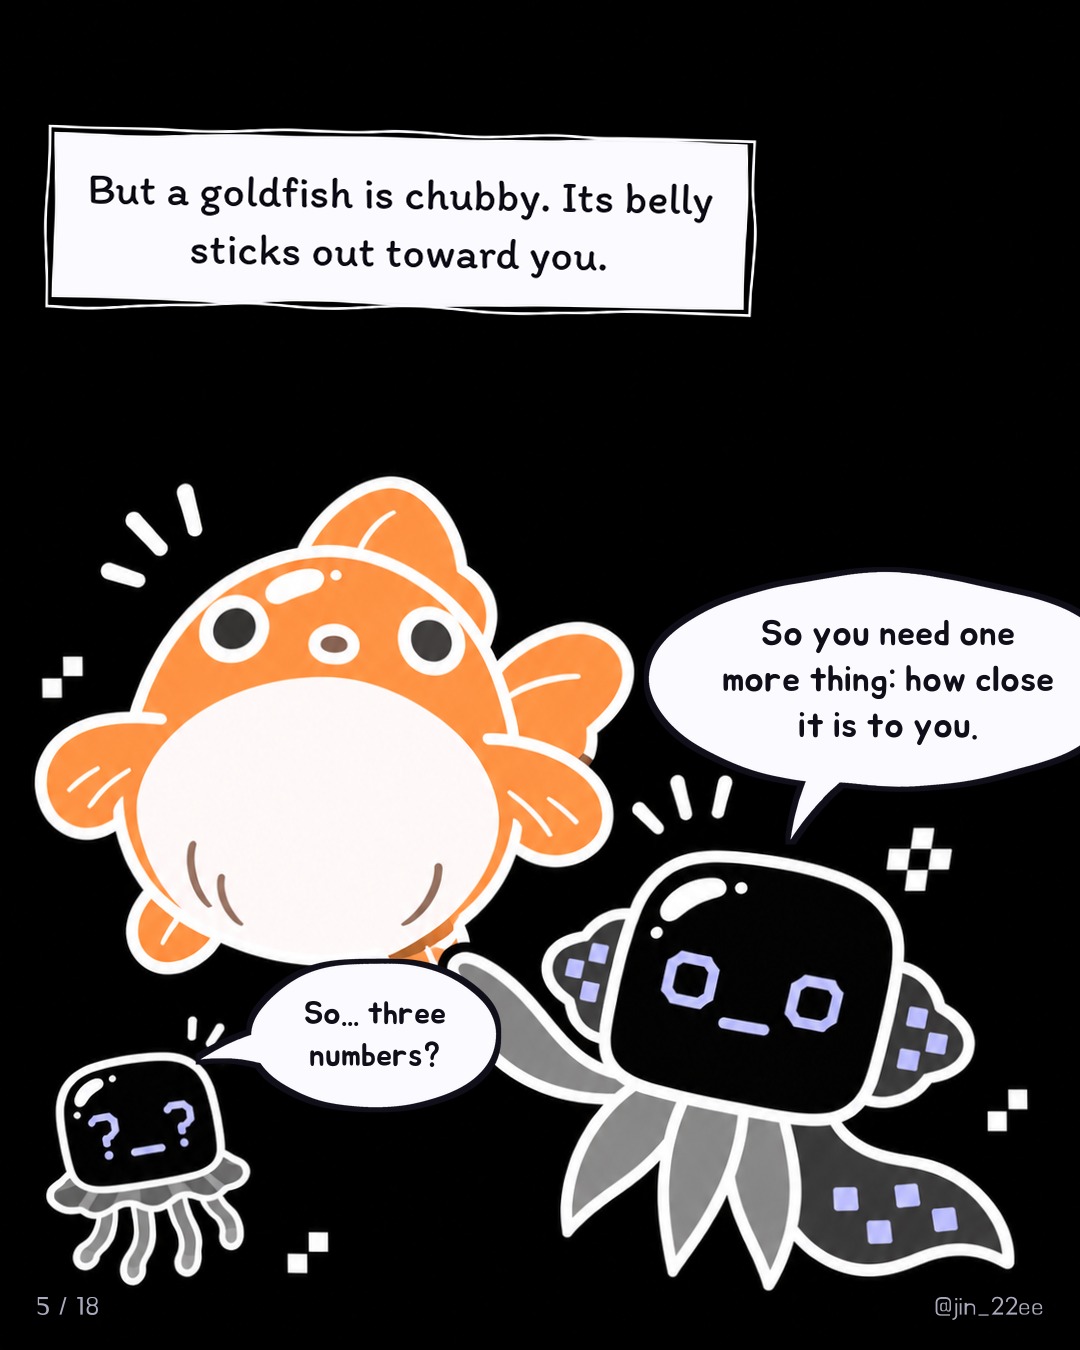 But a goldfish is chubby. Its belly
sticks out toward you.
So you need one
more thing: how close
it is to you.
So... three
numbers?
5 / 18
@jin_22ee